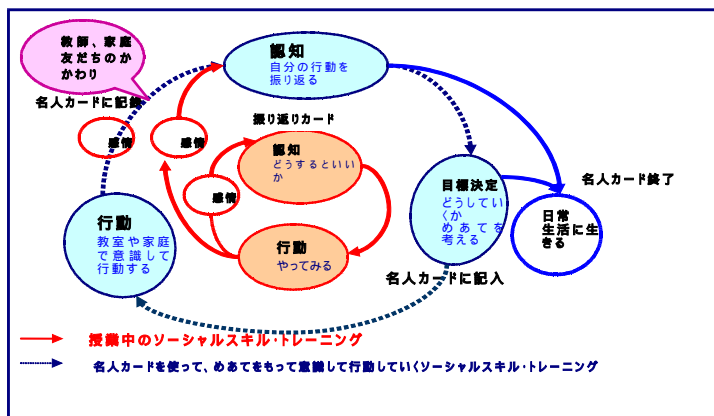 教師、家庭
友だちのか
かわり
認知
自分の行動を
振り返る
名人カードに記録
感情
感情
振り返りカード
認知
どうするといい
か
感情
目標決定
どうしてい
くか
めあてを
考える
名人カード終了
日常
生活に生
きる
行動
教室や家庭
で意識して
行動する
行動
やってみる
名人カードに記入
授業中のソーシャルスキル・トレーニング
名人カードを使って、めあてをもって意識して行動していくソーシャルスキル・トレーニング